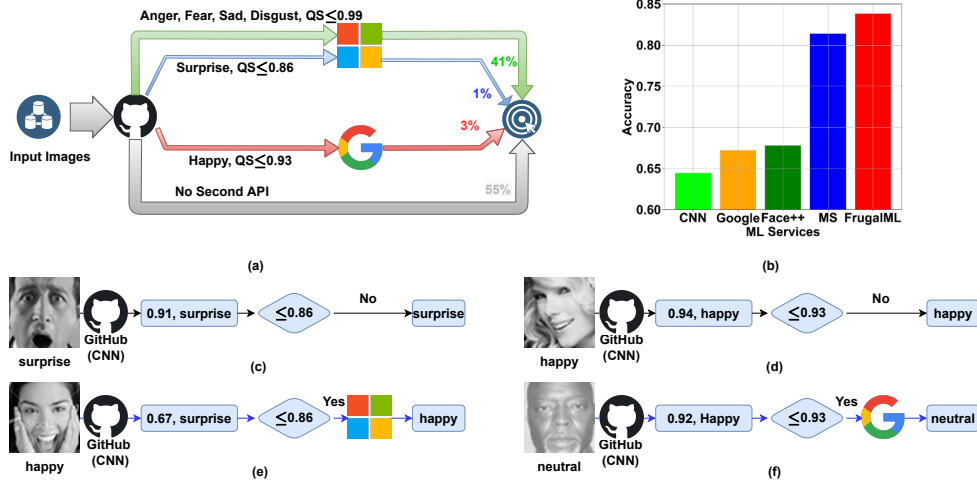 Anger, Fear, Sad, Disgust, QS≤0.99
Surprise, QS≤0.86
41%
1%
3%
Input Images
Happy, QS≤0.93
No Second API
55%
(a)
Accuracy
0.85
0.80
0.75
0.70
0.65
0.60
CNN Google Face++ MS FrugalML
ML Services
(b)
surprise
GitHub
(CNN)
0.91, surprise
≤0.86
No
surprise
(c)
happy
GitHub
(CNN)
0.94, happy
≤0.93
No
happy
(d)
happy
GitHub
(CNN)
0.67, surprise
≤0.86
Yes
happy
(e)
neutral
GitHub
(CNN)
0.92, Happy
≤0.93
Yes
neutral
(f)